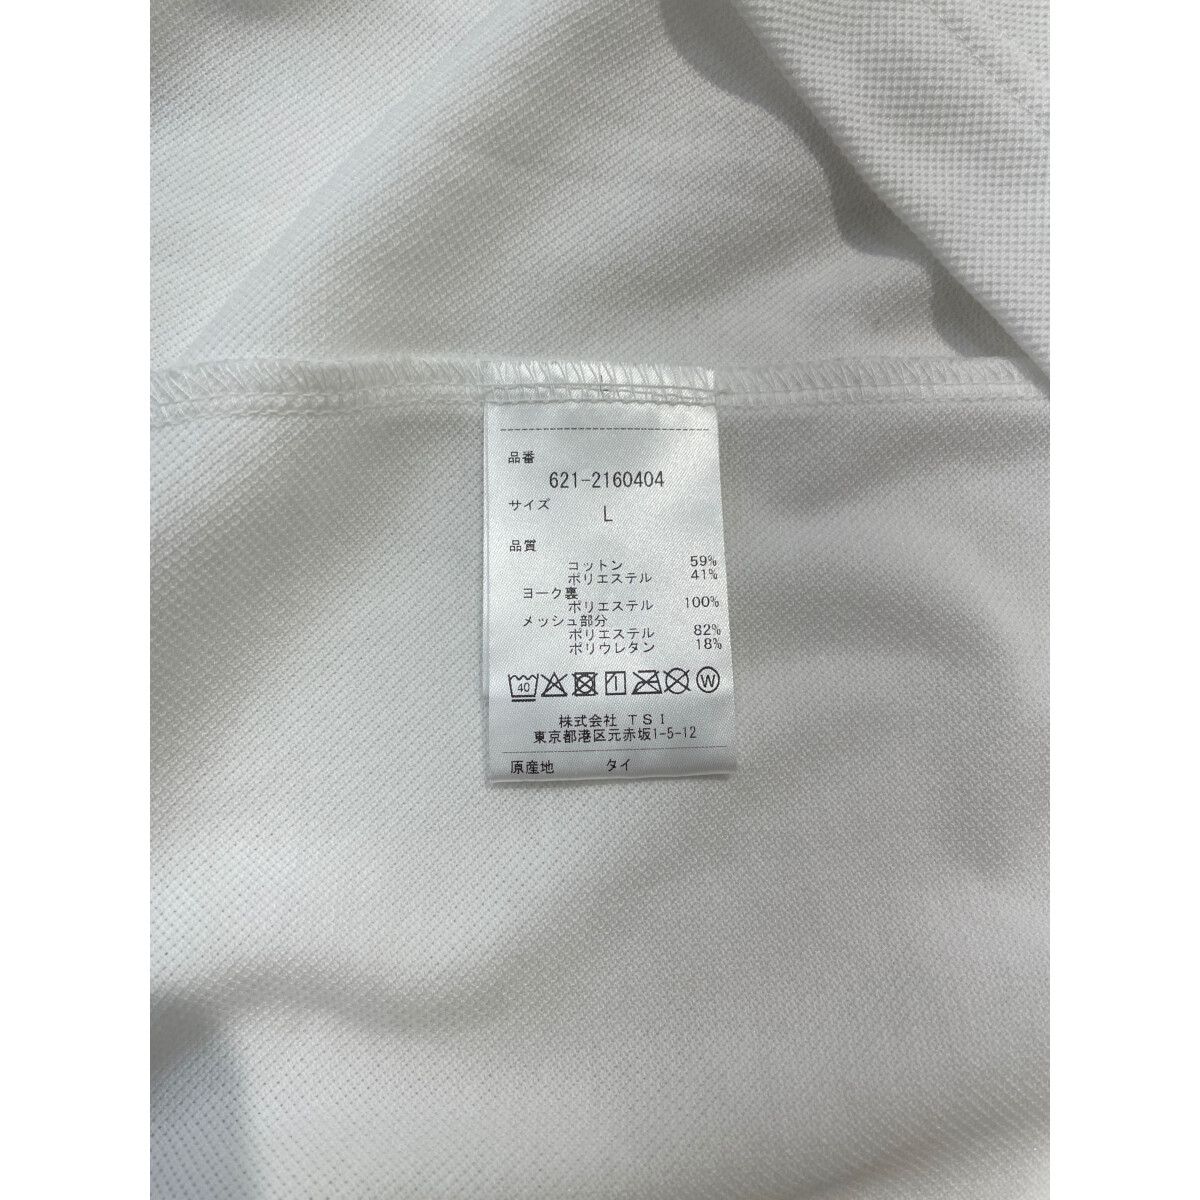 品番
621-2160404
サイズ
L
品質
コットン 59%
ポリエステル 41%
ヨーク裏
ポリエステル 100%
メッシュ部分
ポリエステル 82%
ポリウレタン 18%
40 W
株式会社 TSI
東京都港区元赤坂1-5-12
原産地 タイ